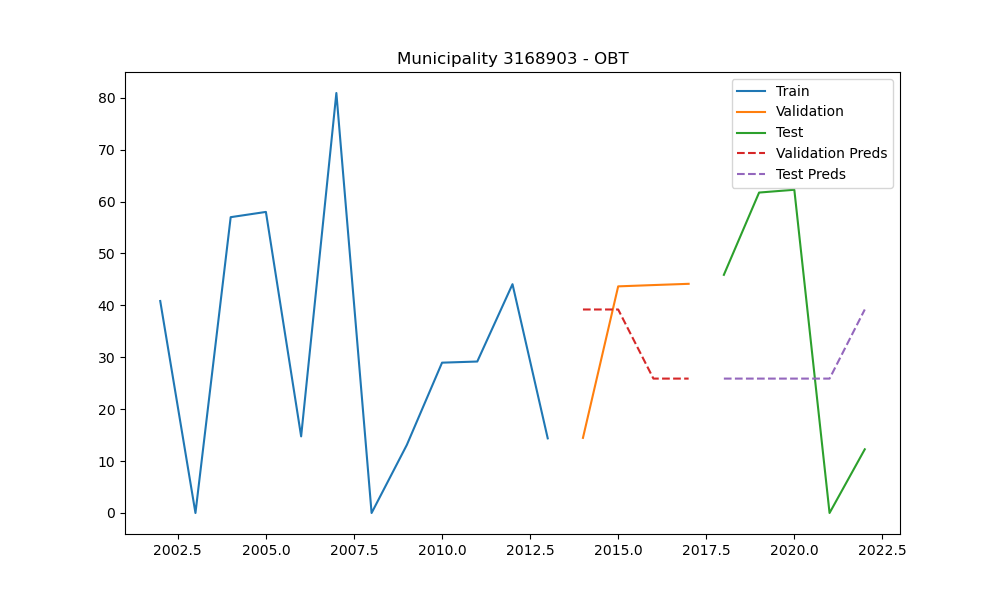 Municipality 3168903 - OBT
Train
Validation
Test
Validation Preds
Test Preds
80
70
60
50
40
30
20
10
0
2002.5 2005.0 2007.5 2010.0 2012.5 2015.0 2017.5 2020.0 2022.5